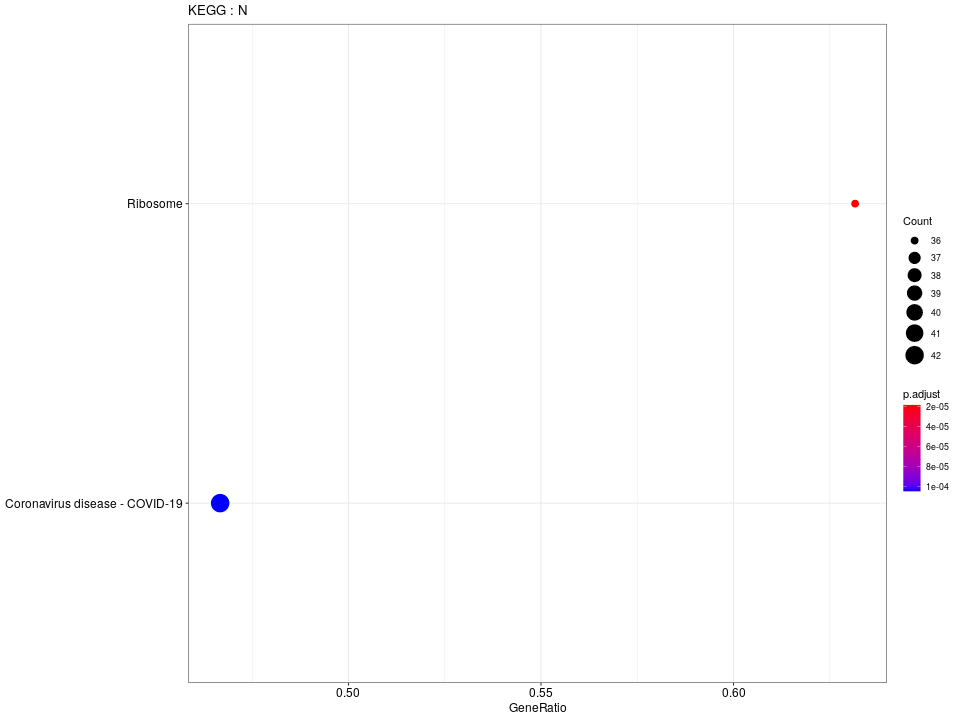 KEGG : N
Ribosome
Coronavirus disease - COVID-19
0.50
0.55
0.60
GeneRatio
Count
36
37
38
39
40
41
42
p.adjust
2e-05
4e-05
6e-05
8e-05
1e-04